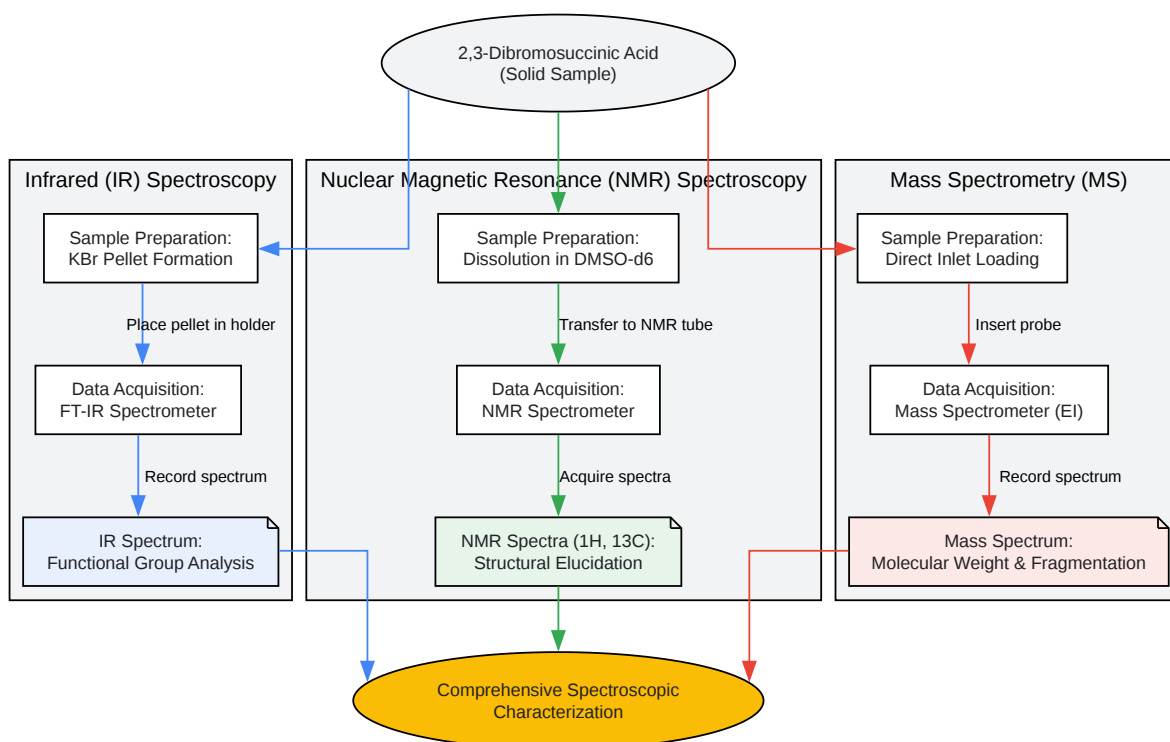 2,3-Dibromosuccinic Acid
(Solid Sample)
Infrared (IR) Spectroscopy
Sample Preparation:
KBr Pellet Formation
Place pellet in holder
Data Acquisition:
FT-IR Spectrometer
Record spectrum
IR Spectrum:
Functional Group Analysis
Nuclear Magnetic Resonance (NMR) Spectroscopy
Sample Preparation:
Dissolution in DMSO-d6
Transfer to NMR tube
Data Acquisition:
NMR Spectrometer
Acquire spectra
NMR Spectra (1H, 13C):
Structural Elucidation
Mass Spectrometry (MS)
Sample Preparation:
Direct Inlet Loading
Insert probe
Data Acquisition:
Mass Spectrometer (EI)
Record spectrum
Mass Spectrum:
Molecular Weight & Fragmentation
Comprehensive Spectroscopic
Characterization